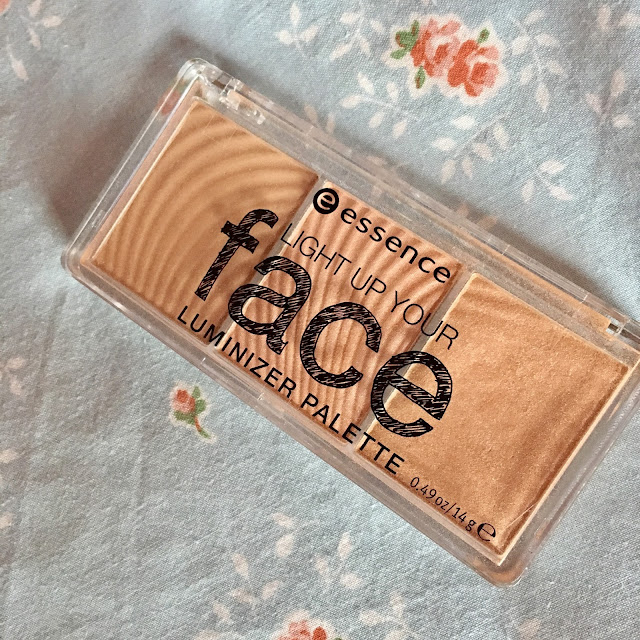 e essence
LIGHT UP YOUR
face
LUMINIZER PALETTE
0.49oz/14g e